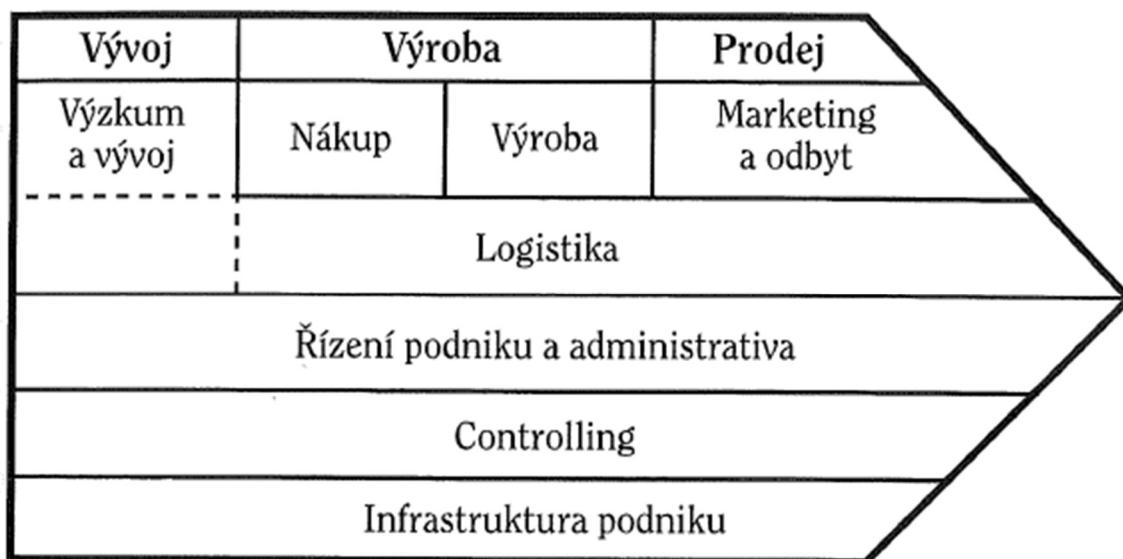 Vývoj
Výroba
Prodej
Výzkum
a vývoj
Nákup
Výroba
Marketing
a odbyt
Logistika
Řízení podniku a administrativa
Controlling
Infrastruktura podniku